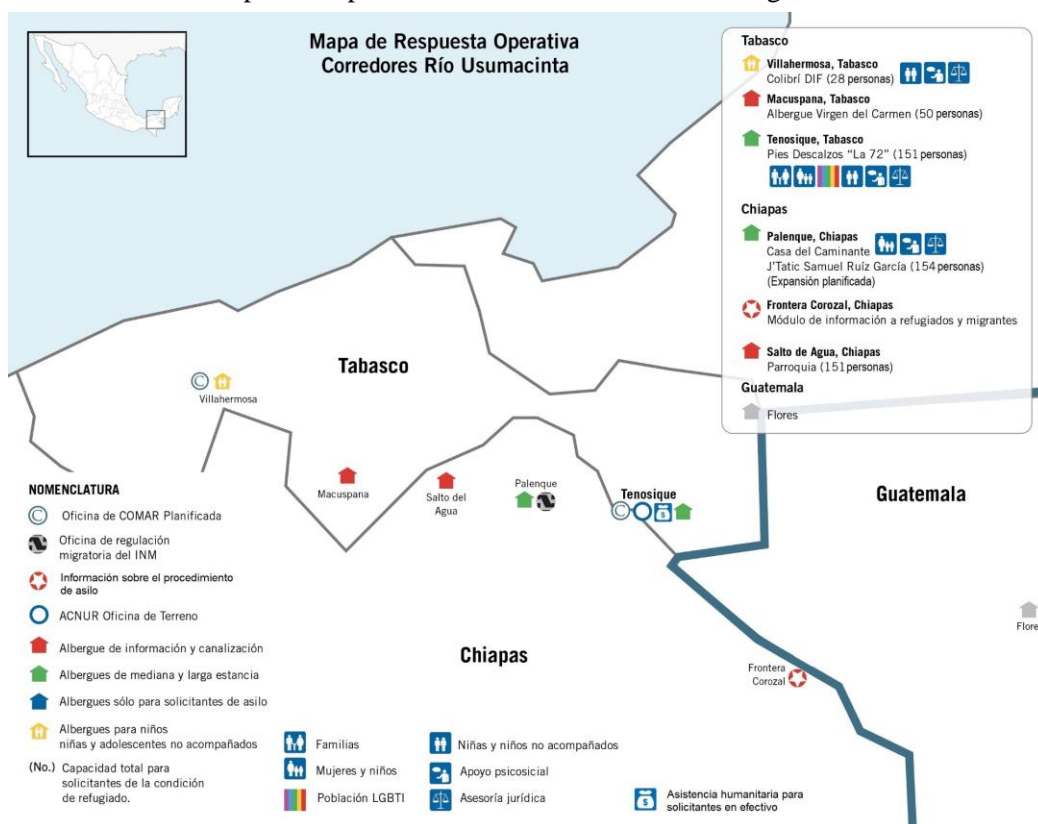 Mapa de Respuesta Operativa
Corredores Río Usumacinta
Tabasco
Villahermosa, Tabasco
Colibrí DIF (28 personas)
Macuspana, Tabasco
Albergue Virgen del Carmen (50 personas)
Tenosique, Tabasco
Pies Descalzos “La 72” (151 personas)
Chiapas
Palenque, Chiapas
Casa del Caminante
J'Tatic Samuel Ruíz García (154 personas)
(Expansión planificada)
Frontera Corozal, Chiapas
Módulo de información a refugiados y migrantes
Salto de Agua, Chiapas
Parroquia (151 personas)
Guatemala
Flores
Tabasco
© Villahermosa
Macuspana
Salto del
Agua
Palenque
Tenosique
©
Guatemala
Flore
Chiapas
Frontera
Corozal
NOMENCLATURA
© Oficina de COMAR Planificada
Oficina de regulación
migratoria del INM
Información sobre el procedimiento
de asilo
ACNUR Oficina de Terreno
Albergue de información y canalización
Albergues de mediana y larga estancia
Albergues sólo para solicitantes de asilo
Albergues para niños
niñas y adolescentes no acompañados
(No.) Capacidad total para
solicitantes de la condición
de refugiado.
Familias
Mujeres y niños
Población LGBTI
Niñas y niños no acompañados
Apoyo psicosicial
Asesoría jurídica
$ Asistencia humanitaria para
solicitantes en efectivo